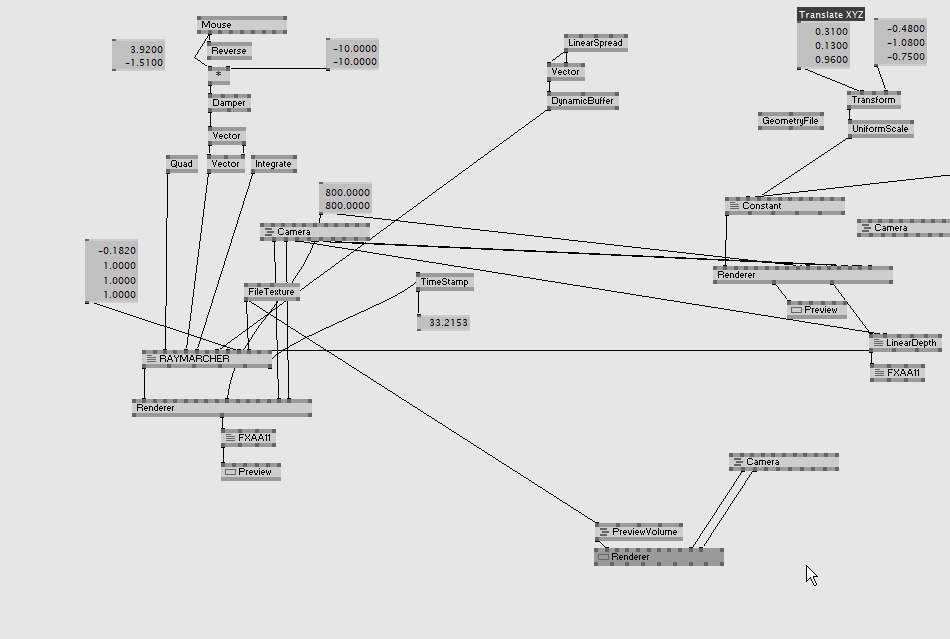 Mouse
Reverse
3.9200
-1.5100
-10.0000
-10.0000
*
Damper
Vector
Quad
Vector
Integrate
LinearSpread
Vector
DynamicBuffer
Translate XYZ
0.3100
0.1300
0.9600
-0.4800
-1.0800
-0.7500
Transform
GeometryFile
UniformScale
800.0000
800.0000
Constant
Camera
Camera
-0.1820
1.0000
1.0000
1.0000
Renderer
FileTexture
TimeStamp
Preview
33.2153
LinearDepth
RAYMARCHER
FXAA11
Renderer
FXAA11
Preview
Camera
PreviewVolume
Renderer